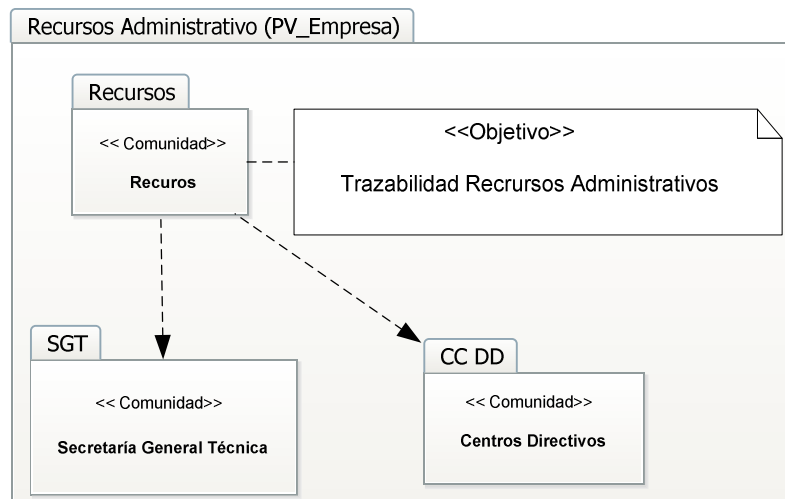 Recursos Administrativo (PV_Empresa)
Recursos
<< Comunidad>>
Recuros
<<Objetivo>>
Trazabilidad Recrursos Administrativos
SGT
<< Comunidad>>
Secretaría General Técnica
CC DD
<< Comunidad>>
Centros Directivos